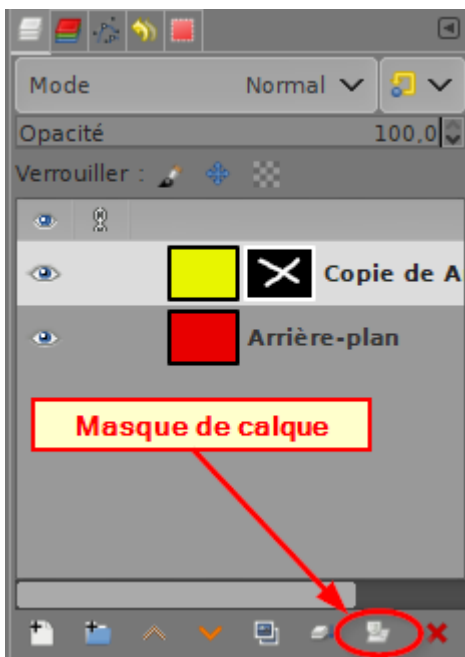 Mode Normal
Opacité 100,0
Verrouiller :
Copie de A
Arrière-plan
Masque de calque